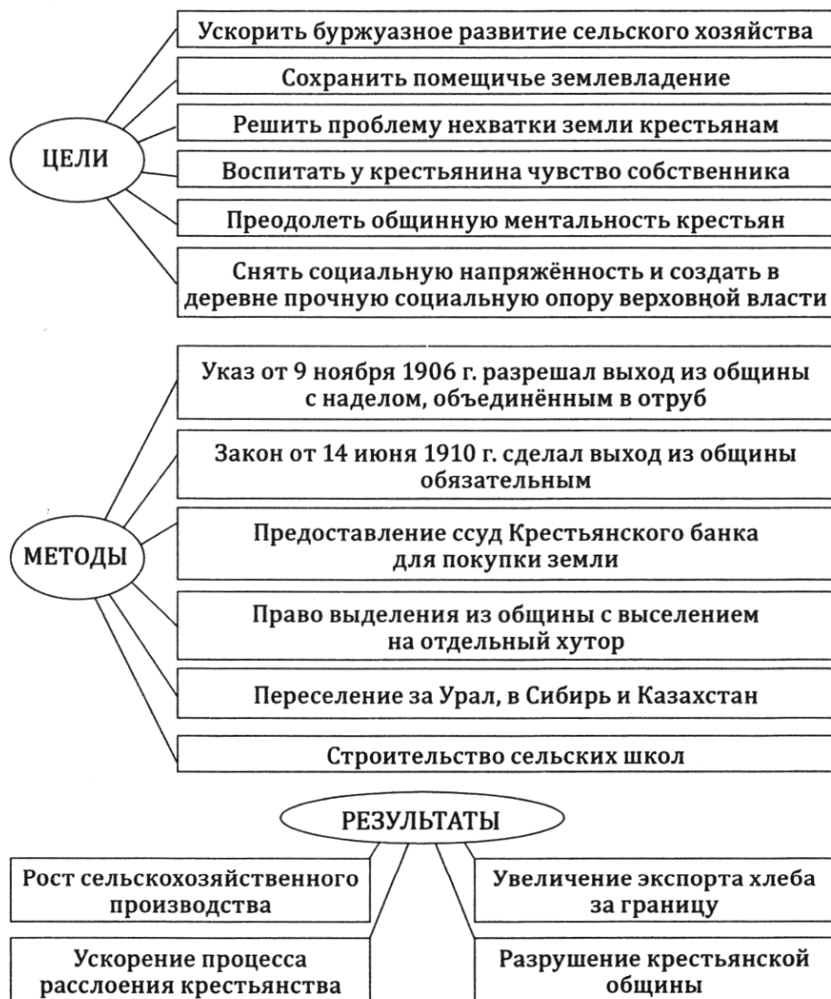 Ускорить буржуазное развитие сельского хозяйства
Сохранить помещичье землевладение
Решить проблему нехватки земли крестьянам
ЦЕЛИ
Воспитать у крестьянина чувство собственника
Преодолеть общинную ментальность крестьян
Снять социальную напряжённость и создать в
деревне прочную социальную опору верховной власти
Указ от 9 ноября 1906 г. разрешал выход из общины
с наделом, объединённым в отруб
Закон от 14 июня 1910 г. сделал выход из общины
обязательным
МЕТОДЫ
Предоставление ссуд Крестьянского банка
для покупки земли
Право выделения из общины с выселением
на отдельный хутор
Переселение за Урал, в Сибирь и Казахстан
Строительство сельских школ
РЕЗУЛЬТАТЫ
Рост сельскохозяйственного
производства
Увеличение экспорта хлеба
за границу
Ускорение процесса
расслоения крестьянства
Разрушение крестьянской
общины